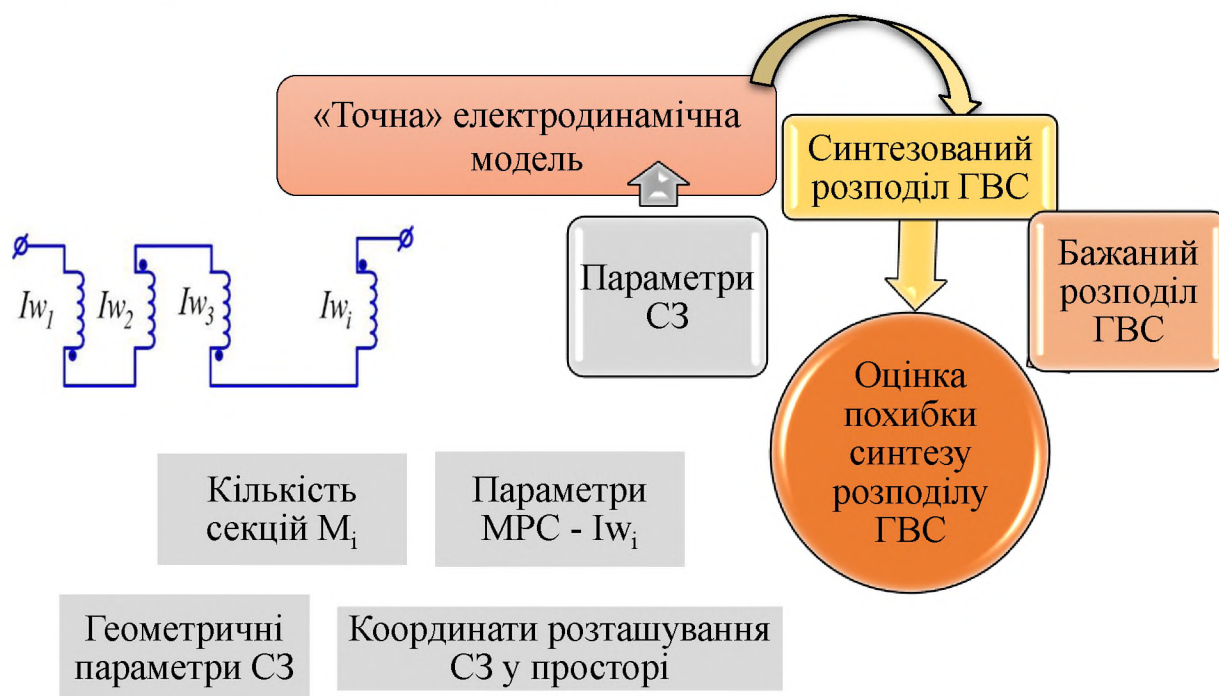 «Точна» електродинамічна
модель
Синтезований
розподіл ГВС
Параметри
СЗ
Бажаний
розподіл
ГВС
Iw₁
Iw₂
Iw₃
Iwᵢ
Оцінка
похибки
синтезу
розподілу
ГВС
Кількість
секцій Mᵢ
Параметри
МРС - Iwᵢ
Геометричні
параметри СЗ
Координати розташування
СЗ у просторі